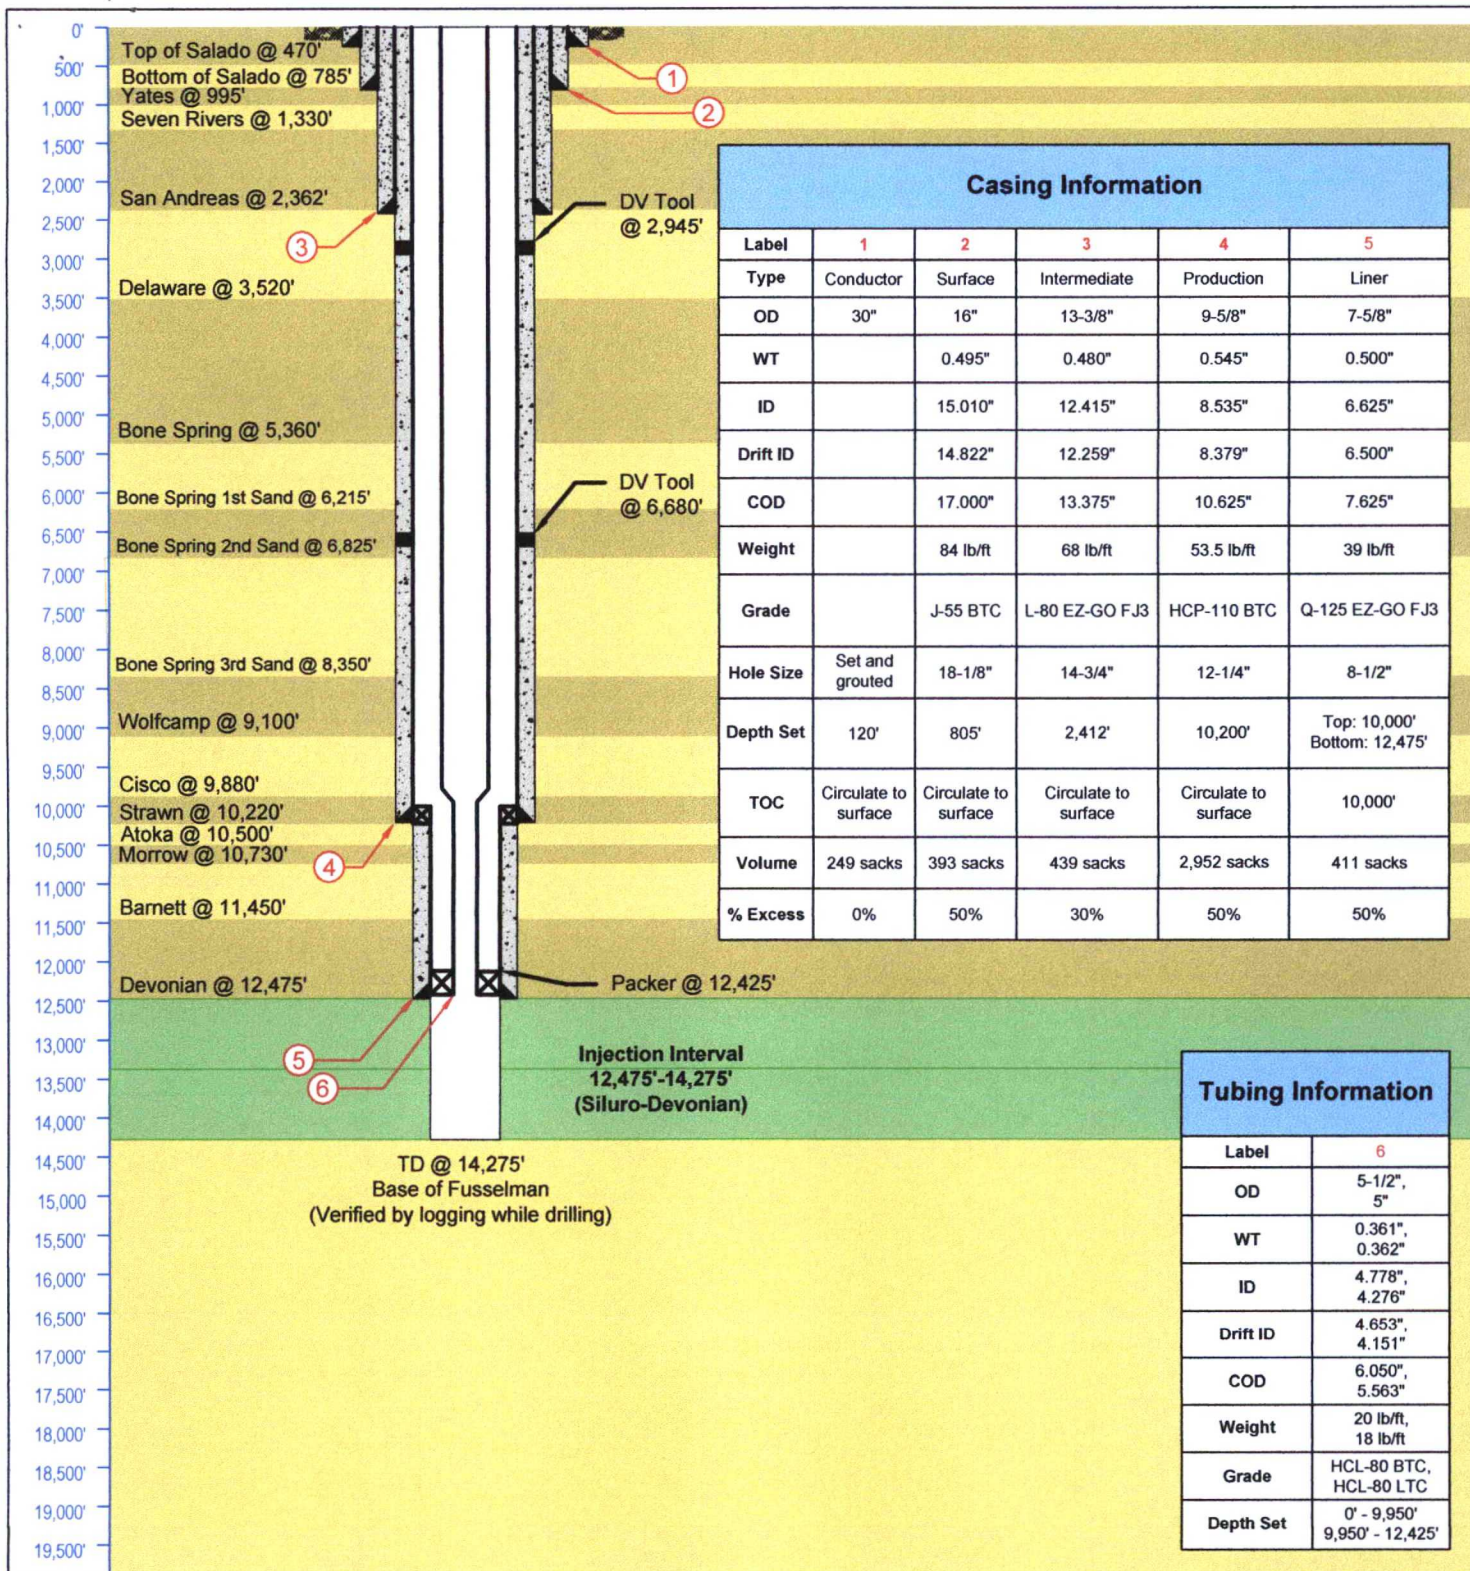 0'
500'
1,000'
1,500'
2,000'
2,500'
3,000'
3,500'
4,000'
4,500'
5,000'
5,500'
6,000'
6,500'
7,000'
7,500'
8,000'
8,500'
9,000'
9,500'
10,000'
10,500'
11,000'
11,500'
12,000'
12,500'
13,000'
13,500'
14,000'
14,500'
15,000
15,500'
16,000'
16,500'
17,000'
17,500'
18,000'
18,500'
19,000'
19,500'
Top of Salado @ 470'
Bottom of Salado @ 785'
Yates @ 995'
Seven Rivers @ 1,330'
San Andreas @ 2,362'
Delaware @ 3,520'
Bone Spring @ 5,360'
Bone Spring 1st Sand @ 6,215'
Bone Spring 2nd Sand @ 6,825'
Bone Spring 3rd Sand @ 8,350'
Wolfcamp @ 9,100'
Cisco @ 9,880'
Strawn @ 10,220'
Atoka @ 10,500'
Morrow @ 10,730'
Barnett @ 11,450'
Devonian @ 12,475'
1
2
3
DV Tool
@ 2,945'
DV Tool
@ 6,680'
4
Packer @ 12,425'
5
6
Injection Interval
12,475'-14,275'
(Siluro-Devonian)
TD @ 14,275'
Base of Fusselman
(Verified by logging while drilling)
Casing Information
Label 1 2 3 4 5
Type Conductor Surface Intermediate Production Liner
OD 30" 16" 13-3/8" 9-5/8" 7-5/8"
WT 0.495" 0.480" 0.545" 0.500"
ID 15.010" 12.415" 8.535" 6.625"
Drift ID 14.822" 12.259" 8.379" 6.500"
COD 17.000" 13.375" 10.625" 7.625"
Weight 84 lb/ft 68 lb/ft 53.5 lb/ft 39 lb/ft
Grade J-55 BTC L-80 EZ-GO FJ3 HCP-110 BTC Q-125 EZ-GO FJ3
Hole Size Set and grouted 18-1/8" 14-3/4" 12-1/4" 8-1/2"
Depth Set 120' 805' 2,412' 10,200' Top: 10,000' Bottom: 12,475'
TOC Circulate to surface Circulate to surface Circulate to surface Circulate to surface 10,000'
Volume 249 sacks 393 sacks 439 sacks 2,952 sacks 411 sacks
% Excess 0% 50% 30% 50% 50%
Tubing Information
Label 6
OD 5-1/2", 5"
WT 0.361", 0.362"
ID 4.778", 4.276"
Drift ID 4.653", 4.151"
COD 6.050", 5.563"
Weight 20 lb/ft, 18 lb/ft
Grade HCL-80 BTC, HCL-80 LTC
Depth Set 0' - 9,950' 9,950' - 12,425'